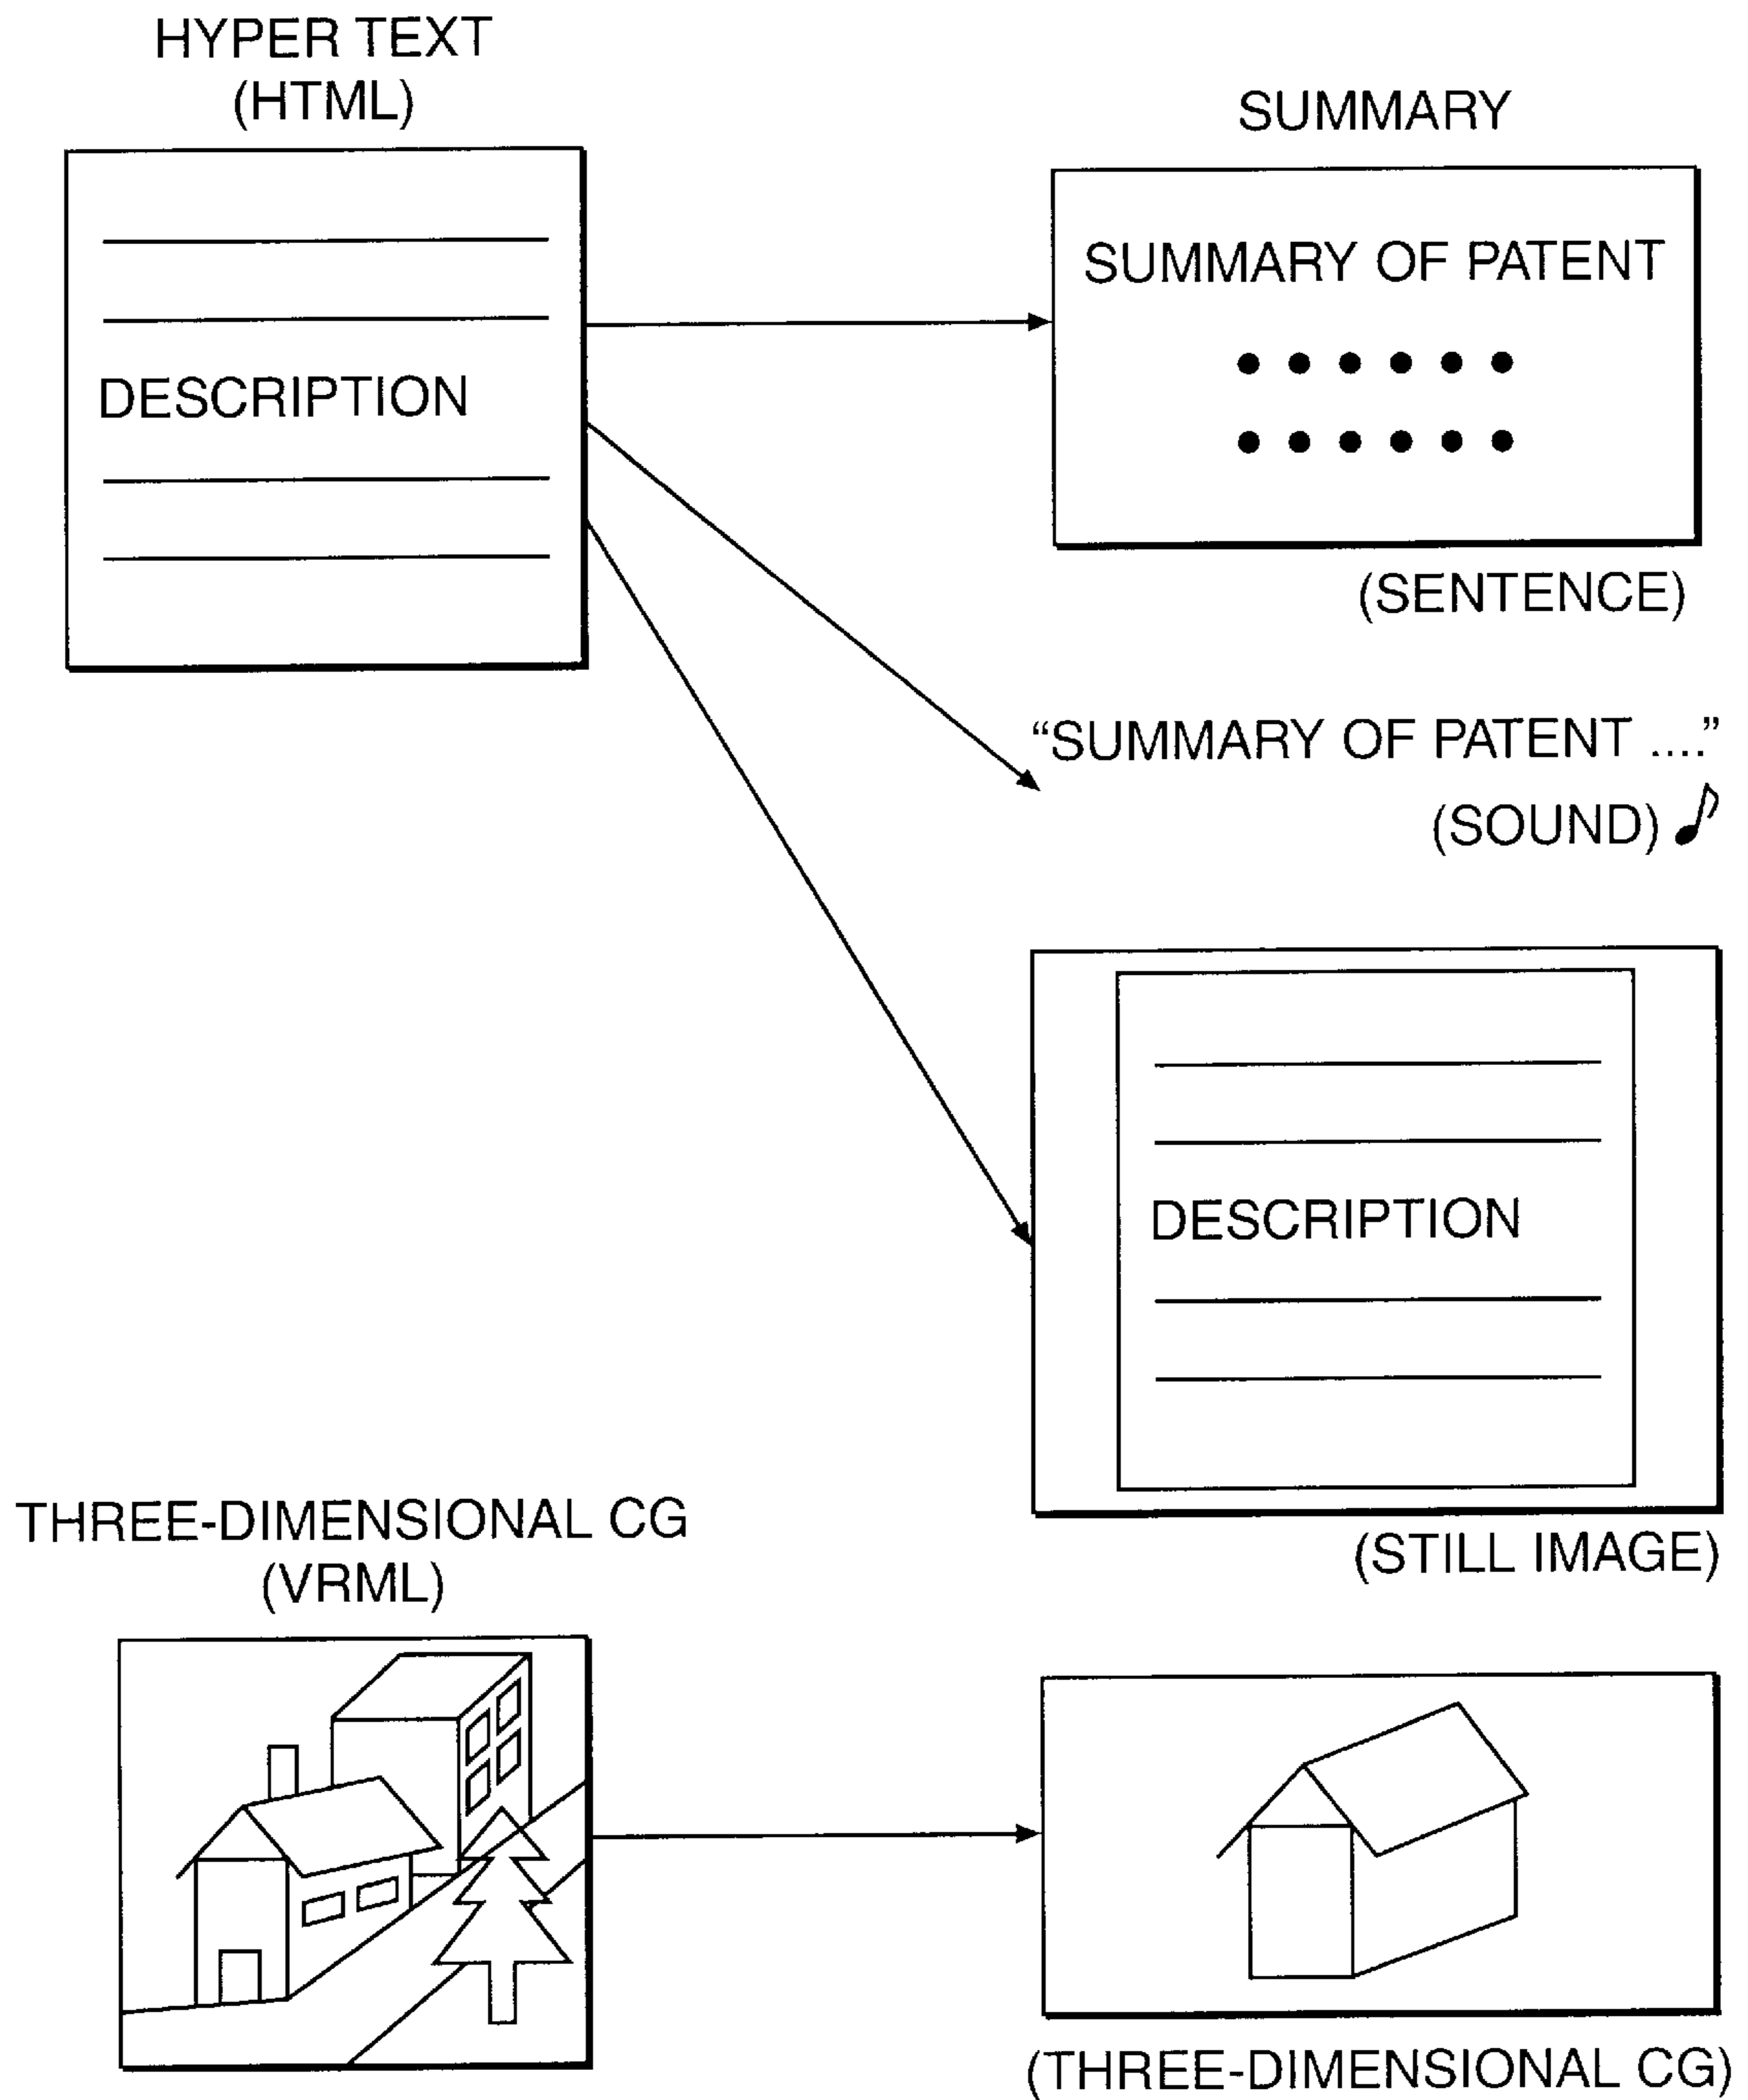 HYPER TEXT
(HTML)
DESCRIPTION
SUMMARY
SUMMARY OF PATENT
(SENTENCE)
“SUMMARY OF PATENT ....”
(SOUND)
DESCRIPTION
(STILL IMAGE)
THREE-DIMENSIONAL CG
(VRML)
(THREE-DIMENSIONAL CG)